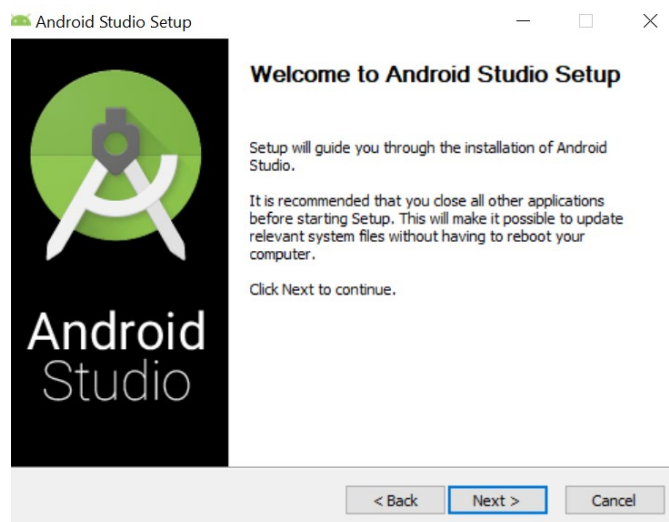 Android Studio Setup
Welcome to Android Studio Setup
Setup will guide you through the installation of Android
Studio.
It is recommended that you close all other applications
before starting Setup. This will make it possible to update
relevant system files without having to reboot your
computer.
Click Next to continue.
Android
Studio
< Back
Next >
Cancel